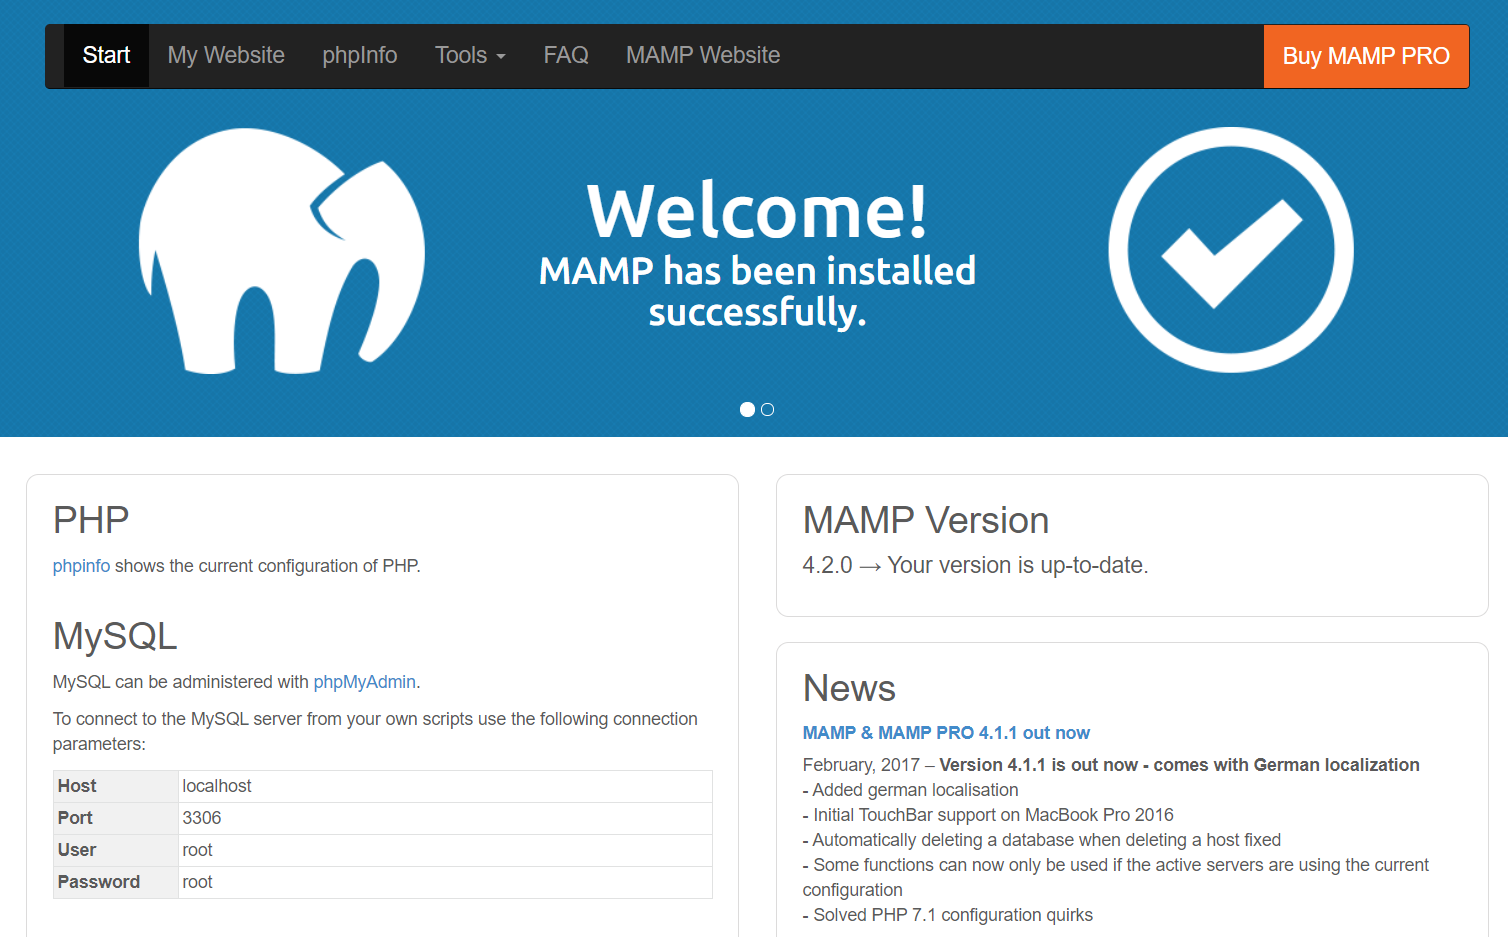 Start My Website phpInfo Tools FAQ MAMP Website Buy MAMP PRO
Welcome!
MAMP has been installed
successfully.
PHP
phpinfo shows the current configuration of PHP.
MySQL
MySQL can be administered with phpMyAdmin.
To connect to the MySQL server from your own scripts use the following connection
parameters:
Host localhost
Port 3306
User root
Password root
MAMP Version
4.2.0 → Your version is up-to-date.
News
MAMP & MAMP PRO 4.1.1 out now
February, 2017 – Version 4.1.1 is out now - comes with German localization
- Added german localisation
- Initial TouchBar support on MacBook Pro 2016
- Automatically deleting a database when deleting a host fixed
- Some functions can now only be used if the active servers are using the current
configuration
- Solved PHP 7.1 configuration quirks